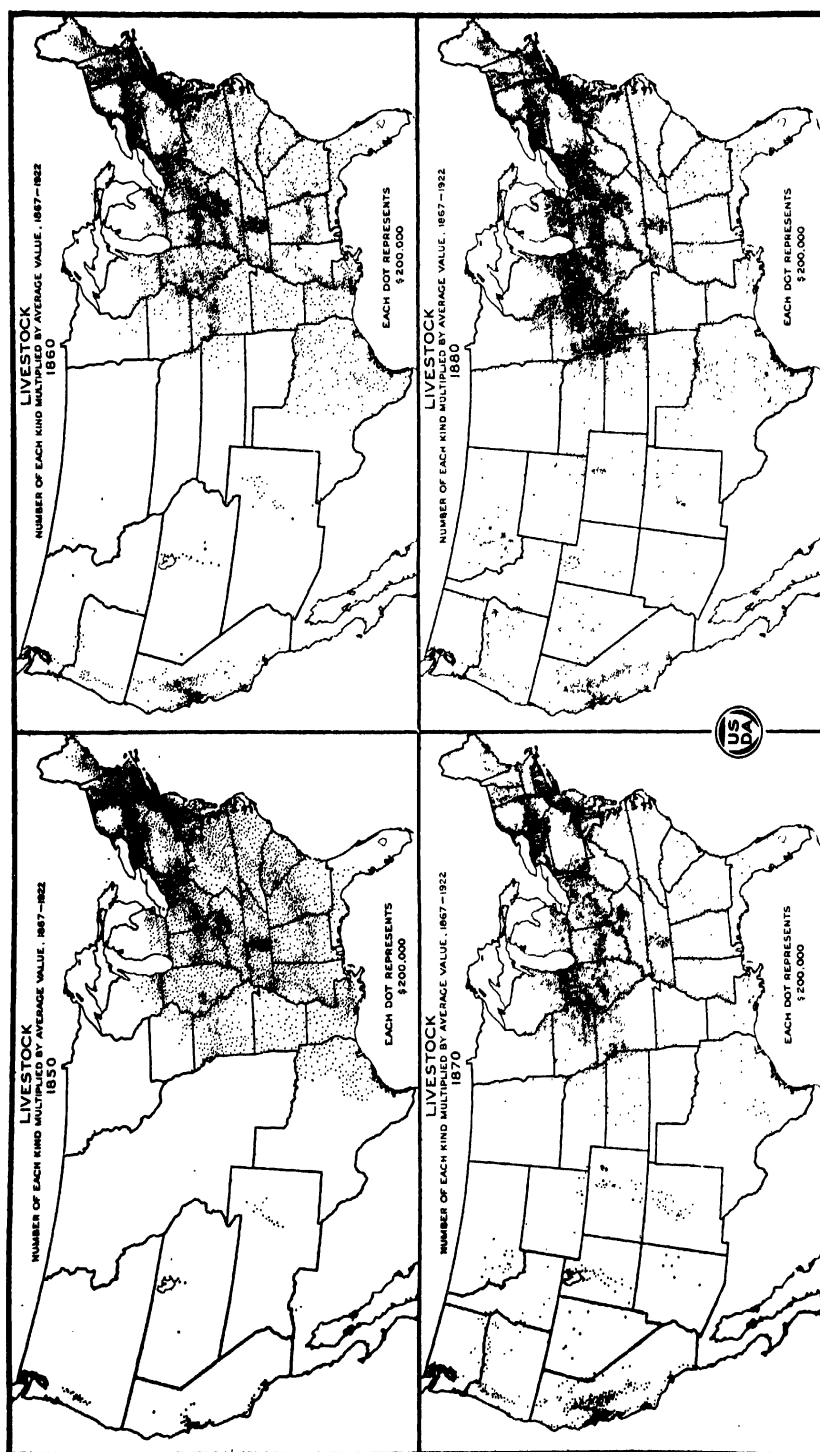 LIVESTOCK
1850
NUMBER OF EACH KIND MULTIPLIED BY AVERAGE VALUE, 1867–1922
EACH DOT REPRESENTS
$200,000
LIVESTOCK
1860
NUMBER OF EACH KIND MULTIPLIED BY AVERAGE VALUE, 1867–1922
EACH DOT REPRESENTS
$200,000
LIVESTOCK
1870
NUMBER OF EACH KIND MULTIPLIED BY AVERAGE VALUE, 1867–1922
EACH DOT REPRESENTS
$200,000
LIVESTOCK
1880
NUMBER OF EACH KIND MULTIPLIED BY AVERAGE VALUE, 1867–1922
EACH DOT REPRESENTS
$200,000
US
DA